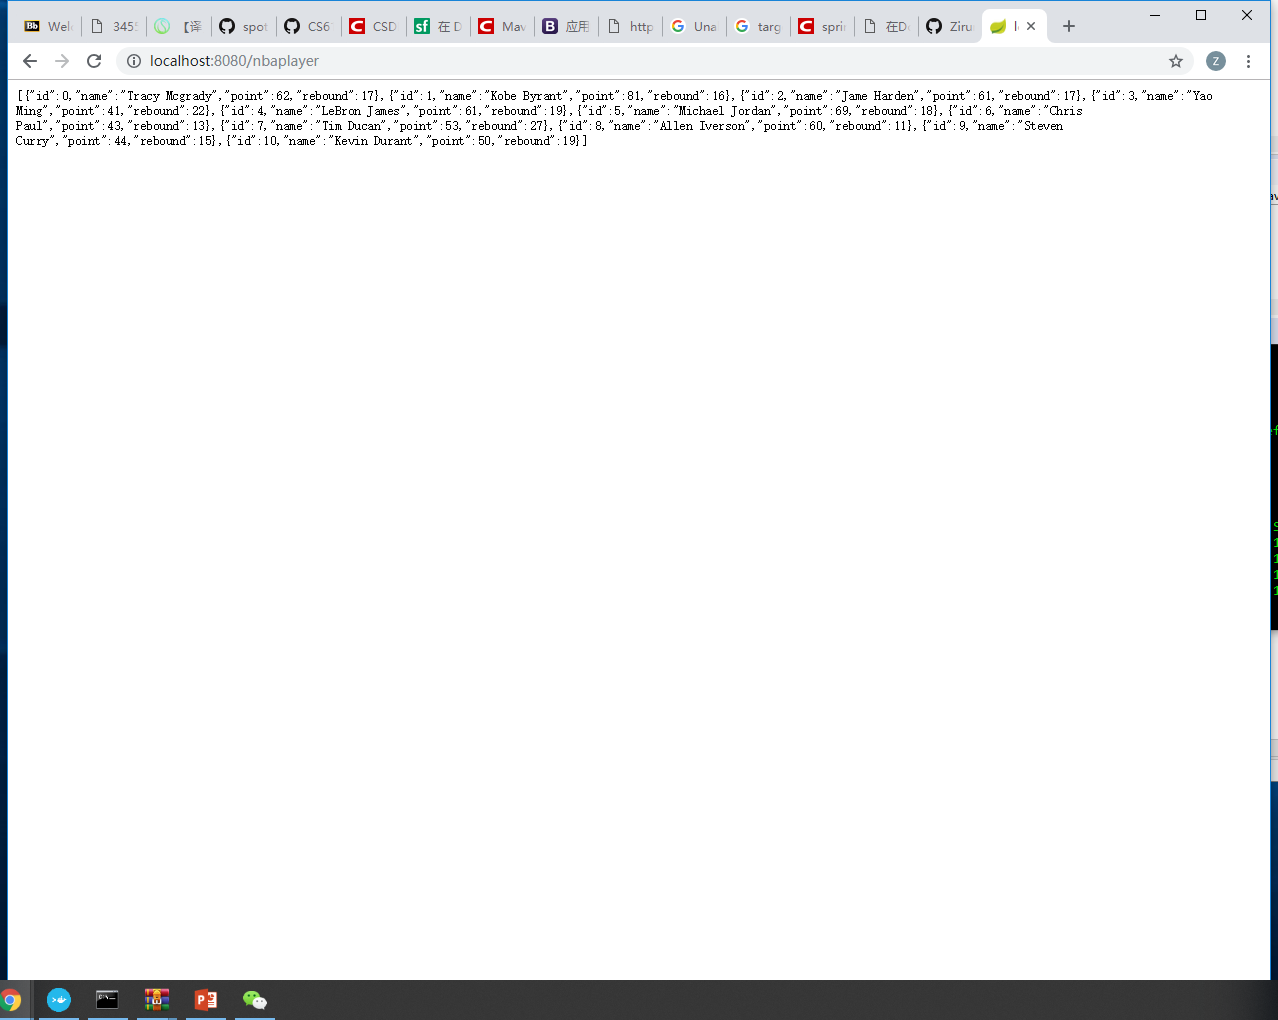 Wel 3455 【译 spot CS6 CSD 在 D Mav 应用 http Una targ sprin 在Do Ziru lo
localhost:8080/nbaplayer
Z
[{"id":0,"name":"Tracy Mcgrady","point":62,"rebound":17},{"id":1,"name":"Kobe Byrant","point":81,"rebound":16},{"id":2,"name":"Jame Harden","point":61,"rebound":17},{"id":3,"name":"Yao
Ming","point":41,"rebound":22},{"id":4,"name":"LeBron James","point":61,"rebound":19},{"id":5,"name":"Michael Jordan","point":69,"rebound":18},{"id":6,"name":"Chris
Paul","point":43,"rebound":13},{"id":7,"name":"Tim Ducan","point":53,"rebound":27},{"id":8,"name":"Allen Iverson","point":60,"rebound":11},{"id":9,"name":"Steven
Curry","point":44,"rebound":15},{"id":10,"name":"Kevin Durant","point":50,"rebound":19}]